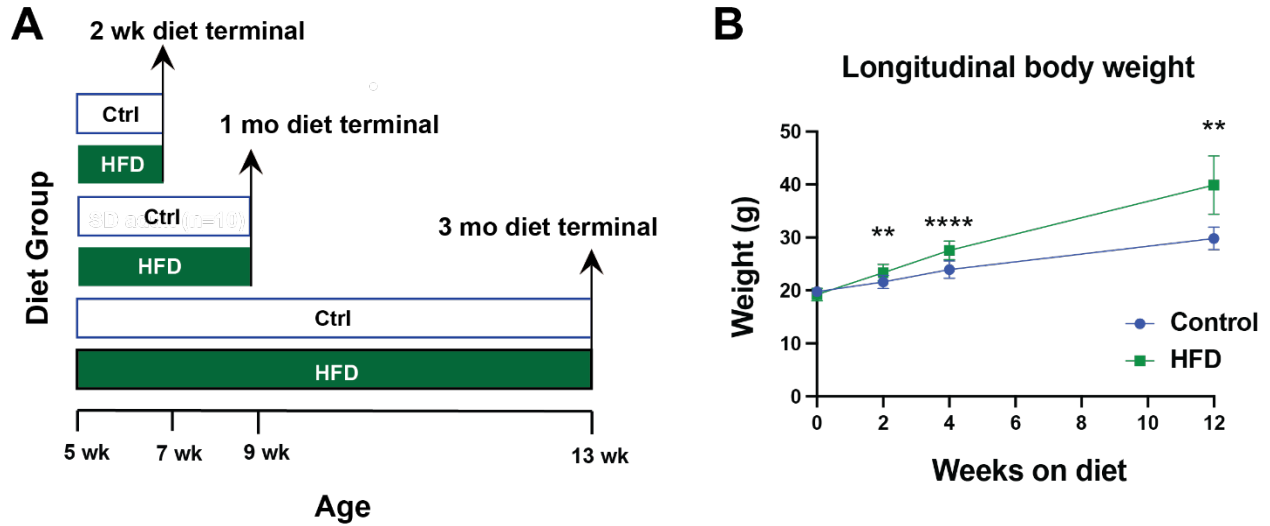 A
2 wk diet terminal
Ctrl
HFD
1 mo diet terminal
Ctrl
HFD
3 mo diet terminal
Ctrl
HFD
Diet Group
5 wk
7 wk
9 wk
13 wk
Age
B
Longitudinal body weight
50
40
30
20
10
0
**
****
**
Control
HFD
Weight (g)
0
2
4
6
8
10
12
Weeks on diet